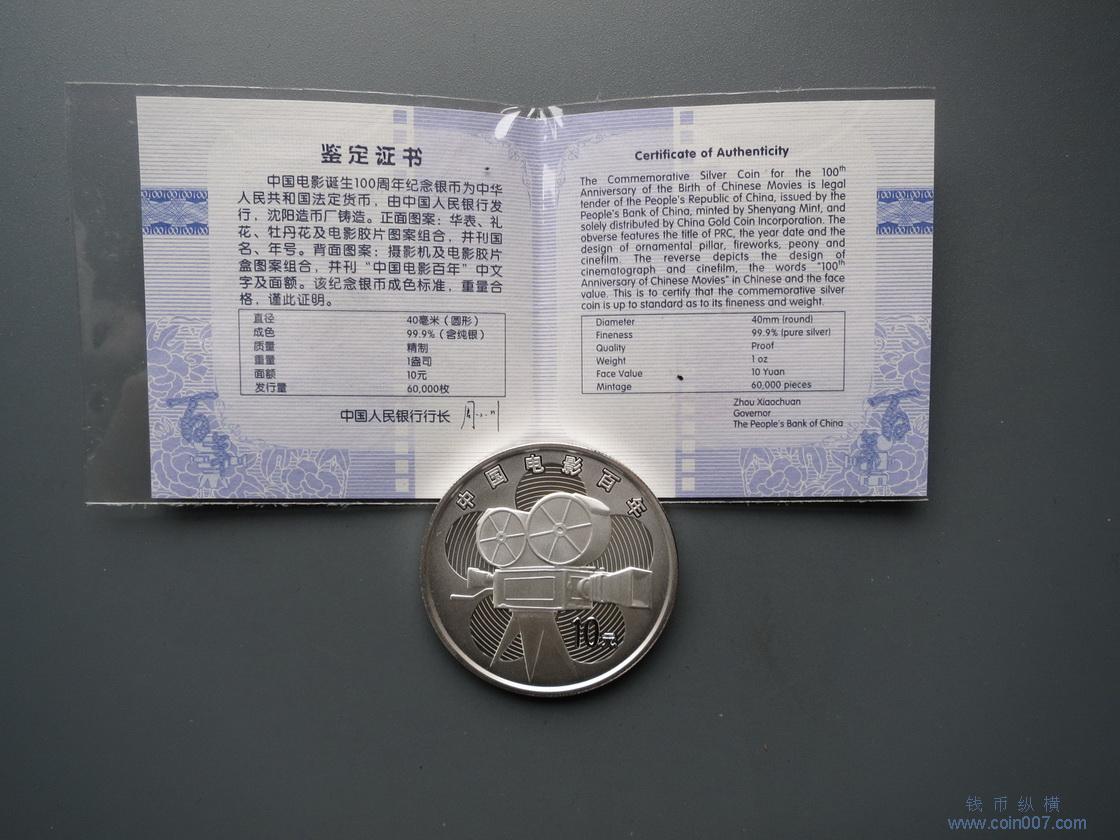 鉴定证书
中国电影诞生100周年纪念银币为中华
人民共和国法定货币，由中国人民银行发
行，沈阳造币厂铸造。正面图案：华表、礼
花、牡丹花及电影胶片图案组合，并刊国
名、年号。背面图案：摄影机及电影胶片
盒图案组合，并刊“中国电影百年”中文
字及面额。该纪念银币成色标准，重量合
格，谨此证明。
直径 40毫米（圆形）
成色 99.9%（含纯银）
质量 精制
重量 1盎司
面额 10元
发行量 60,000枚
中国人民银行行长
Certificate of Authenticity
The Commemorative Silver Coin for the 100th
Anniversary of the Birth of Chinese Movies is legal
tender of the People's Republic of China, issued by the
People's Bank of China, minted by Shenyang Mint, and
solely distributed by China Gold Coin Incorporation. The
obverse features the title of PRC, the year date and the
design of ornamental pillar, fireworks, peony and
cinefilm. The reverse depicts the design of
cinematograph and cinefilm, the words "100th
Anniversary of Chinese Movies" in Chinese and the face
value. This is to certify that the commemorative silver
coin is up to standard as to its fineness and weight.
Diameter 40mm (round)
Fineness 99.9% (pure silver)
Quality Proof
Weight 1 oz
Face Value 10 Yuan
Mintage 60,000 pieces
Zhou Xiaochuan
Governor
The People's Bank of China
百年
百年
中国电影百年
10元
钱币纵横
www.coin007.com